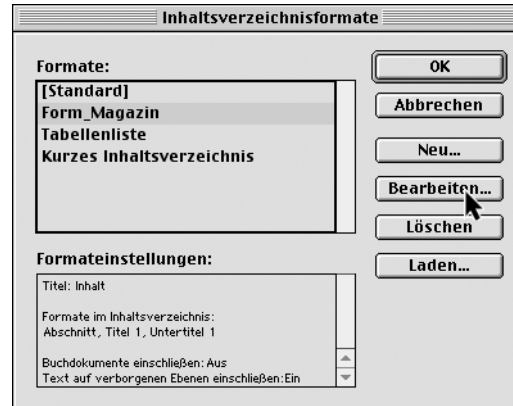 Inhaltsverzeichnisformate
Formate:
[Standard]
Form_Magazin
Tabellenliste
Kurzes Inhaltsverzeichnis
OK
Abbrechen
Neu...
Bearbeiten...
Löschen
Laden...
Formateinstellungen:
Titel: Inhalt
Formate im Inhaltsverzeichnis:
Abschnitt, Titel 1, Untertitel 1
Buchdokumente einschließen: Aus
Text auf verborgenen Ebenen einschließen:Ein